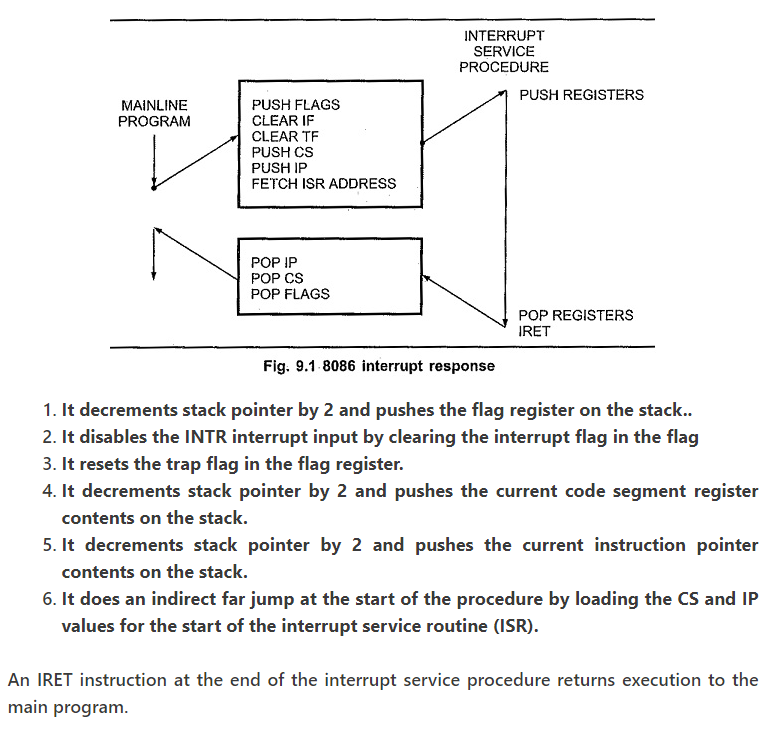 INTERRUPT
SERVICE
PROCEDURE
MAINLINE
PROGRAM
PUSH FLAGS
CLEAR IF
CLEAR TF
PUSH CS
PUSH IP
FETCH ISR ADDRESS
PUSH REGISTERS
POP IP
POP CS
POP FLAGS
POP REGISTERS
IRET
Fig. 9.1 8086 interrupt response
1. It decrements stack pointer by 2 and pushes the flag register on the stack..
2. It disables the INTR interrupt input by clearing the interrupt flag in the flag
3. It resets the trap flag in the flag register.
4. It decrements stack pointer by 2 and pushes the current code segment register
contents on the stack.
5. It decrements stack pointer by 2 and pushes the current instruction pointer
contents on the stack.
6. It does an indirect far jump at the start of the procedure by loading the CS and IP
values for the start of the interrupt service routine (ISR).
An IRET instruction at the end of the interrupt service procedure returns execution to the
main program.